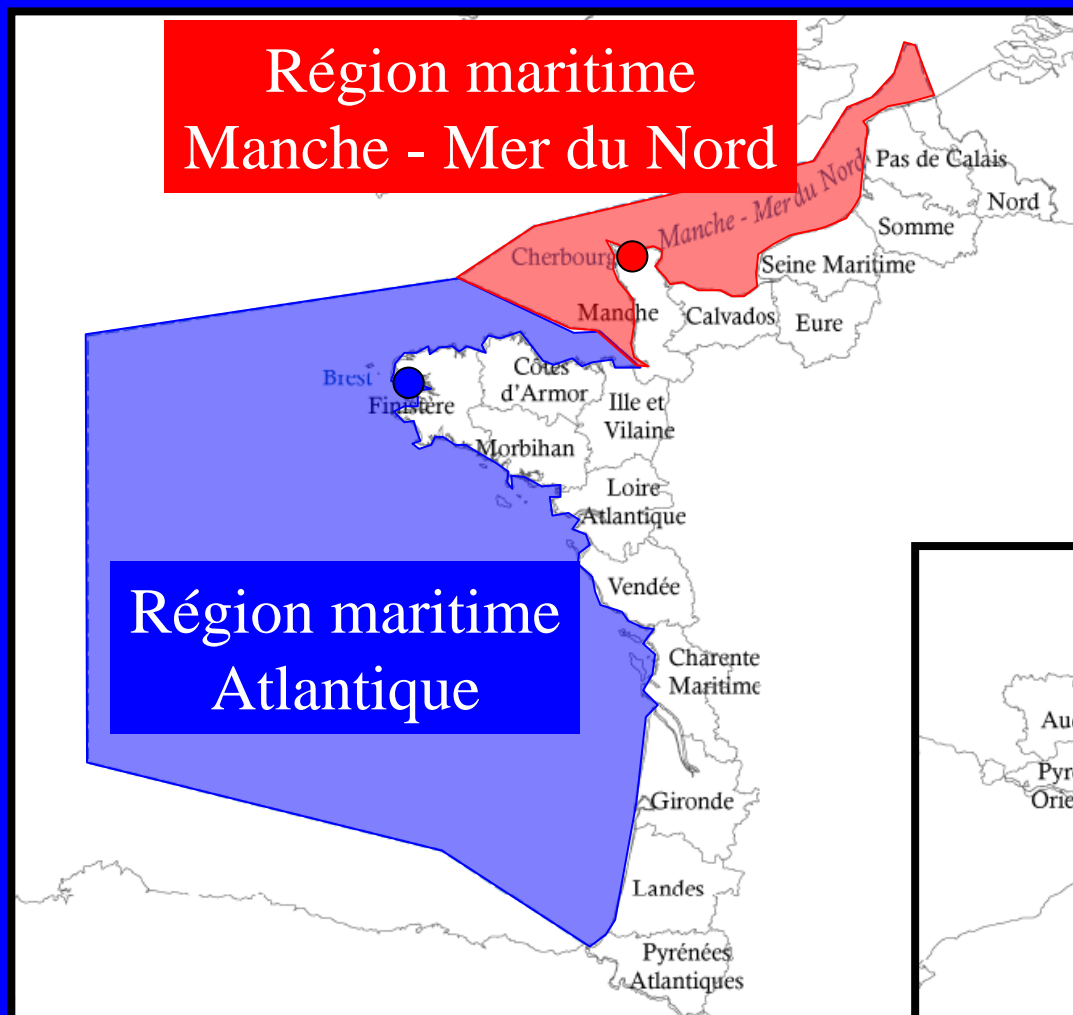 Région maritime
Manche - Mer du Nord
Pas de Calais
Nord
Manche - Mer du Nord
Somme
Cherbourg
Seine Maritime
Manche
Calvados
Eure
Brest
Côtes
d'Armor
Finistère
Ille et
Vilaine
Morbihan
Loire
Atlantique
Vendée
Région maritime
Atlantique
Charente
Maritime
Gironde
Landes
Pyrénées
Atlantiques